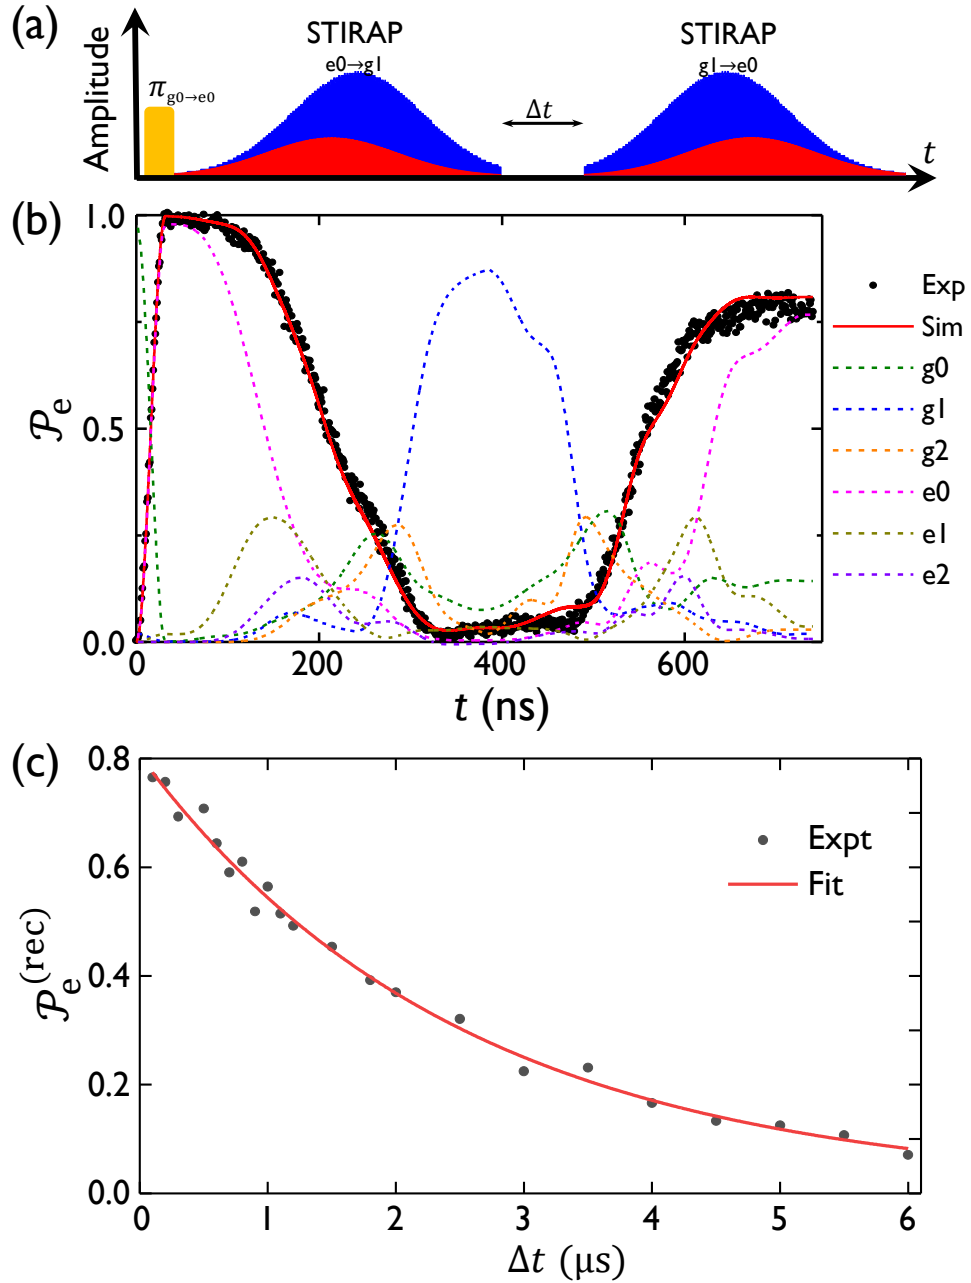 (a)
Amplitude
π g0→e0
STIRAP
e0→g1
Δt
STIRAP
g1→e0
t
(b)
𝒫e
1.0
0.5
0.0
0
200
400
600
t (ns)
Exp
Sim
g0
g1
g2
e0
e1
e2
(c)
𝒫e(rec)
0.8
0.6
0.4
0.2
0.0
Expt
Fit
0
1
2
3
4
5
6
Δt (μs)